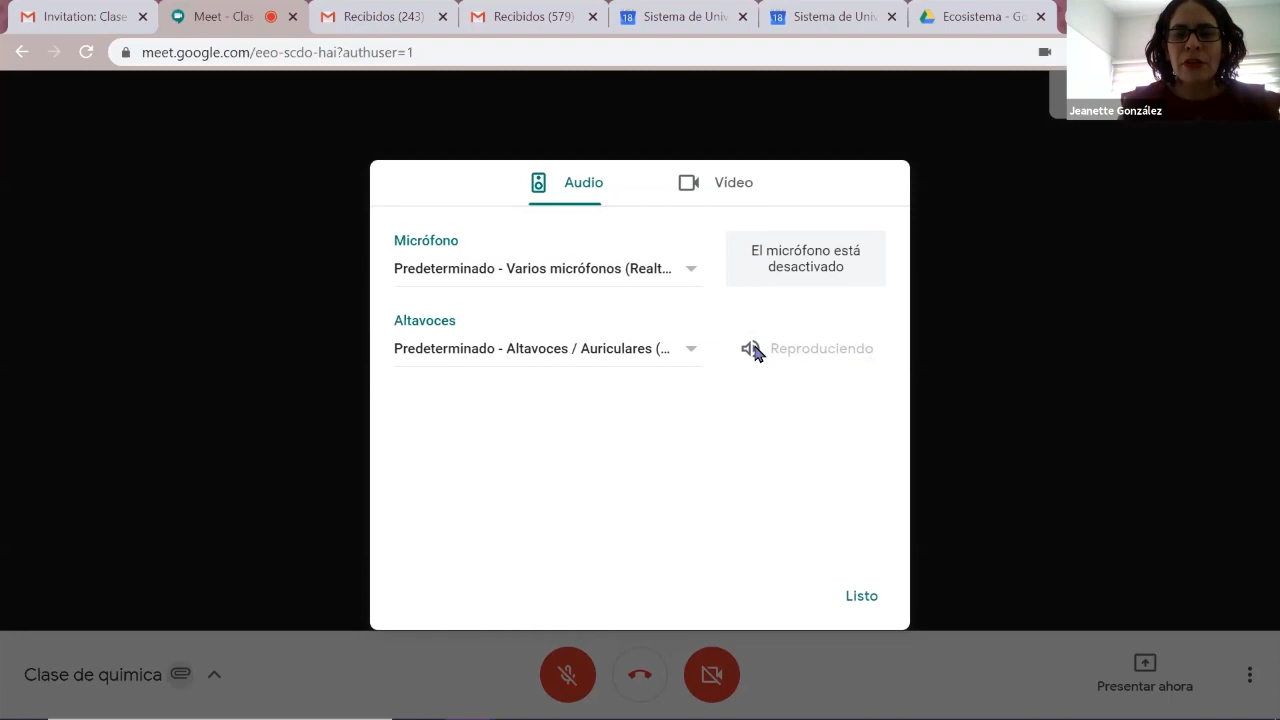 Invitation: Clase
Meet - Clas
Recibidos (243)
Recibidos (579)
Sistema de Univ
Sistema de Unive
Ecosistema - Go
meet.google.com/eeo-scdo-hai?authuser=1
Jeanette González
Audio
Video
Micrófono
Predeterminado - Varios micrófonos (Realt...
El micrófono está
desactivado
Altavoces
Predeterminado - Altavoces / Auriculares (...
Reproduciendo
Listo
Clase de quimica
Presentar ahora